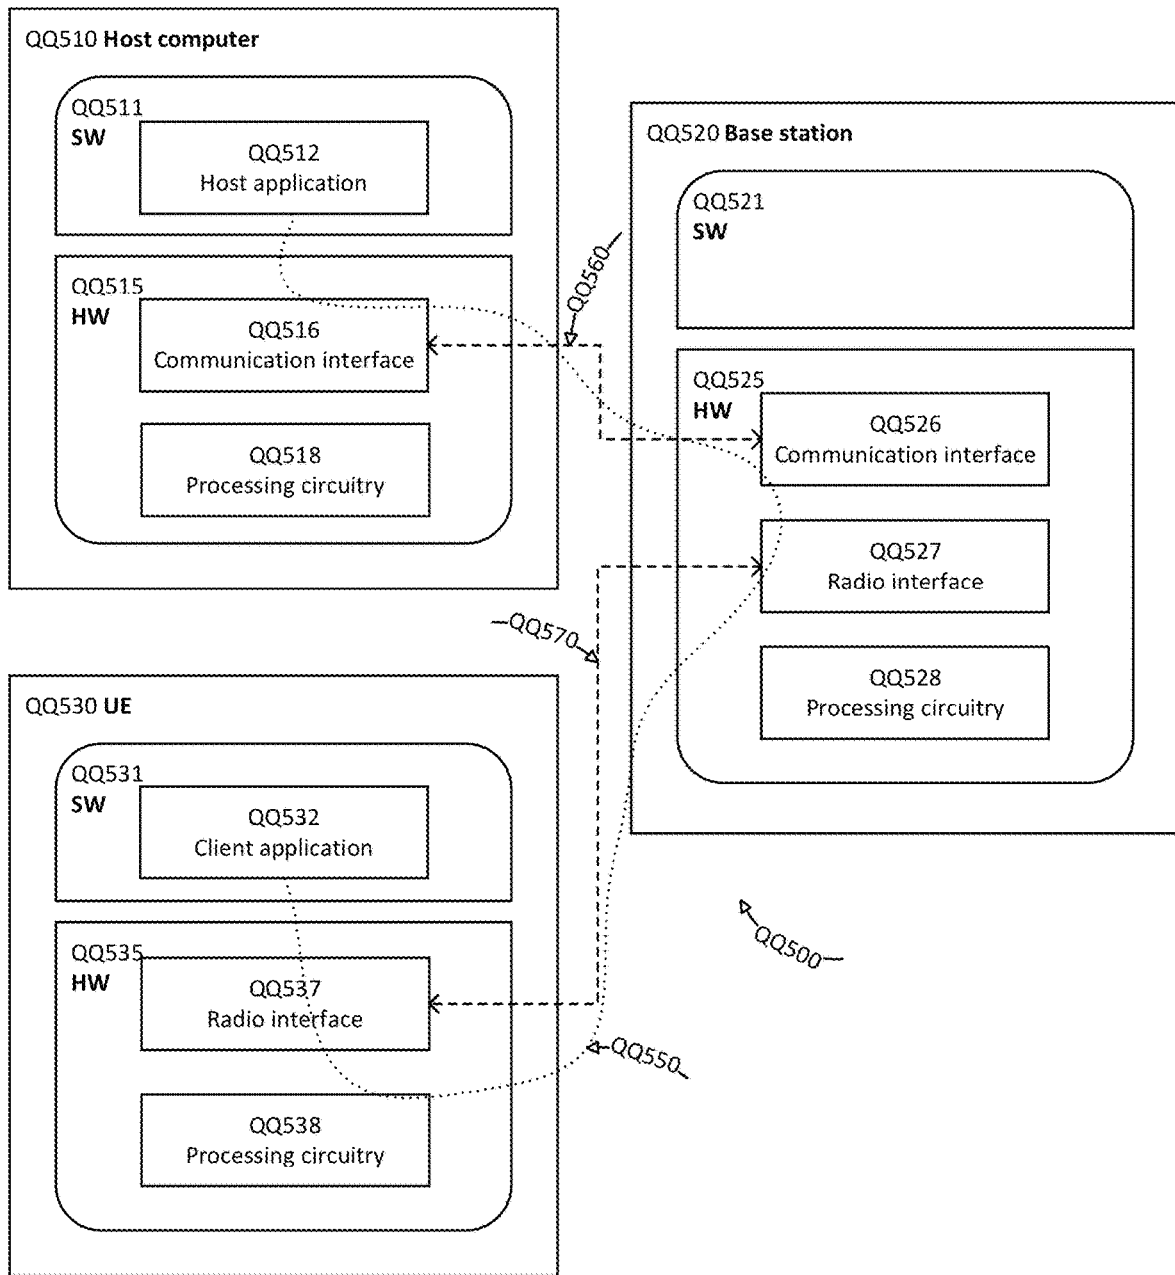 QQ510 Host computer
QQ511
SW
QQ512
Host application
QQ515
HW
QQ516
Communication interface
QQ518
Processing circuitry
QQ560
QQ520 Base station
QQ521
SW
QQ525
HW
QQ526
Communication interface
QQ527
Radio interface
QQ528
Processing circuitry
QQ570
QQ530 UE
QQ531
SW
QQ532
Client application
QQ535
HW
QQ537
Radio interface
QQ538
Processing circuitry
QQ500
QQ550